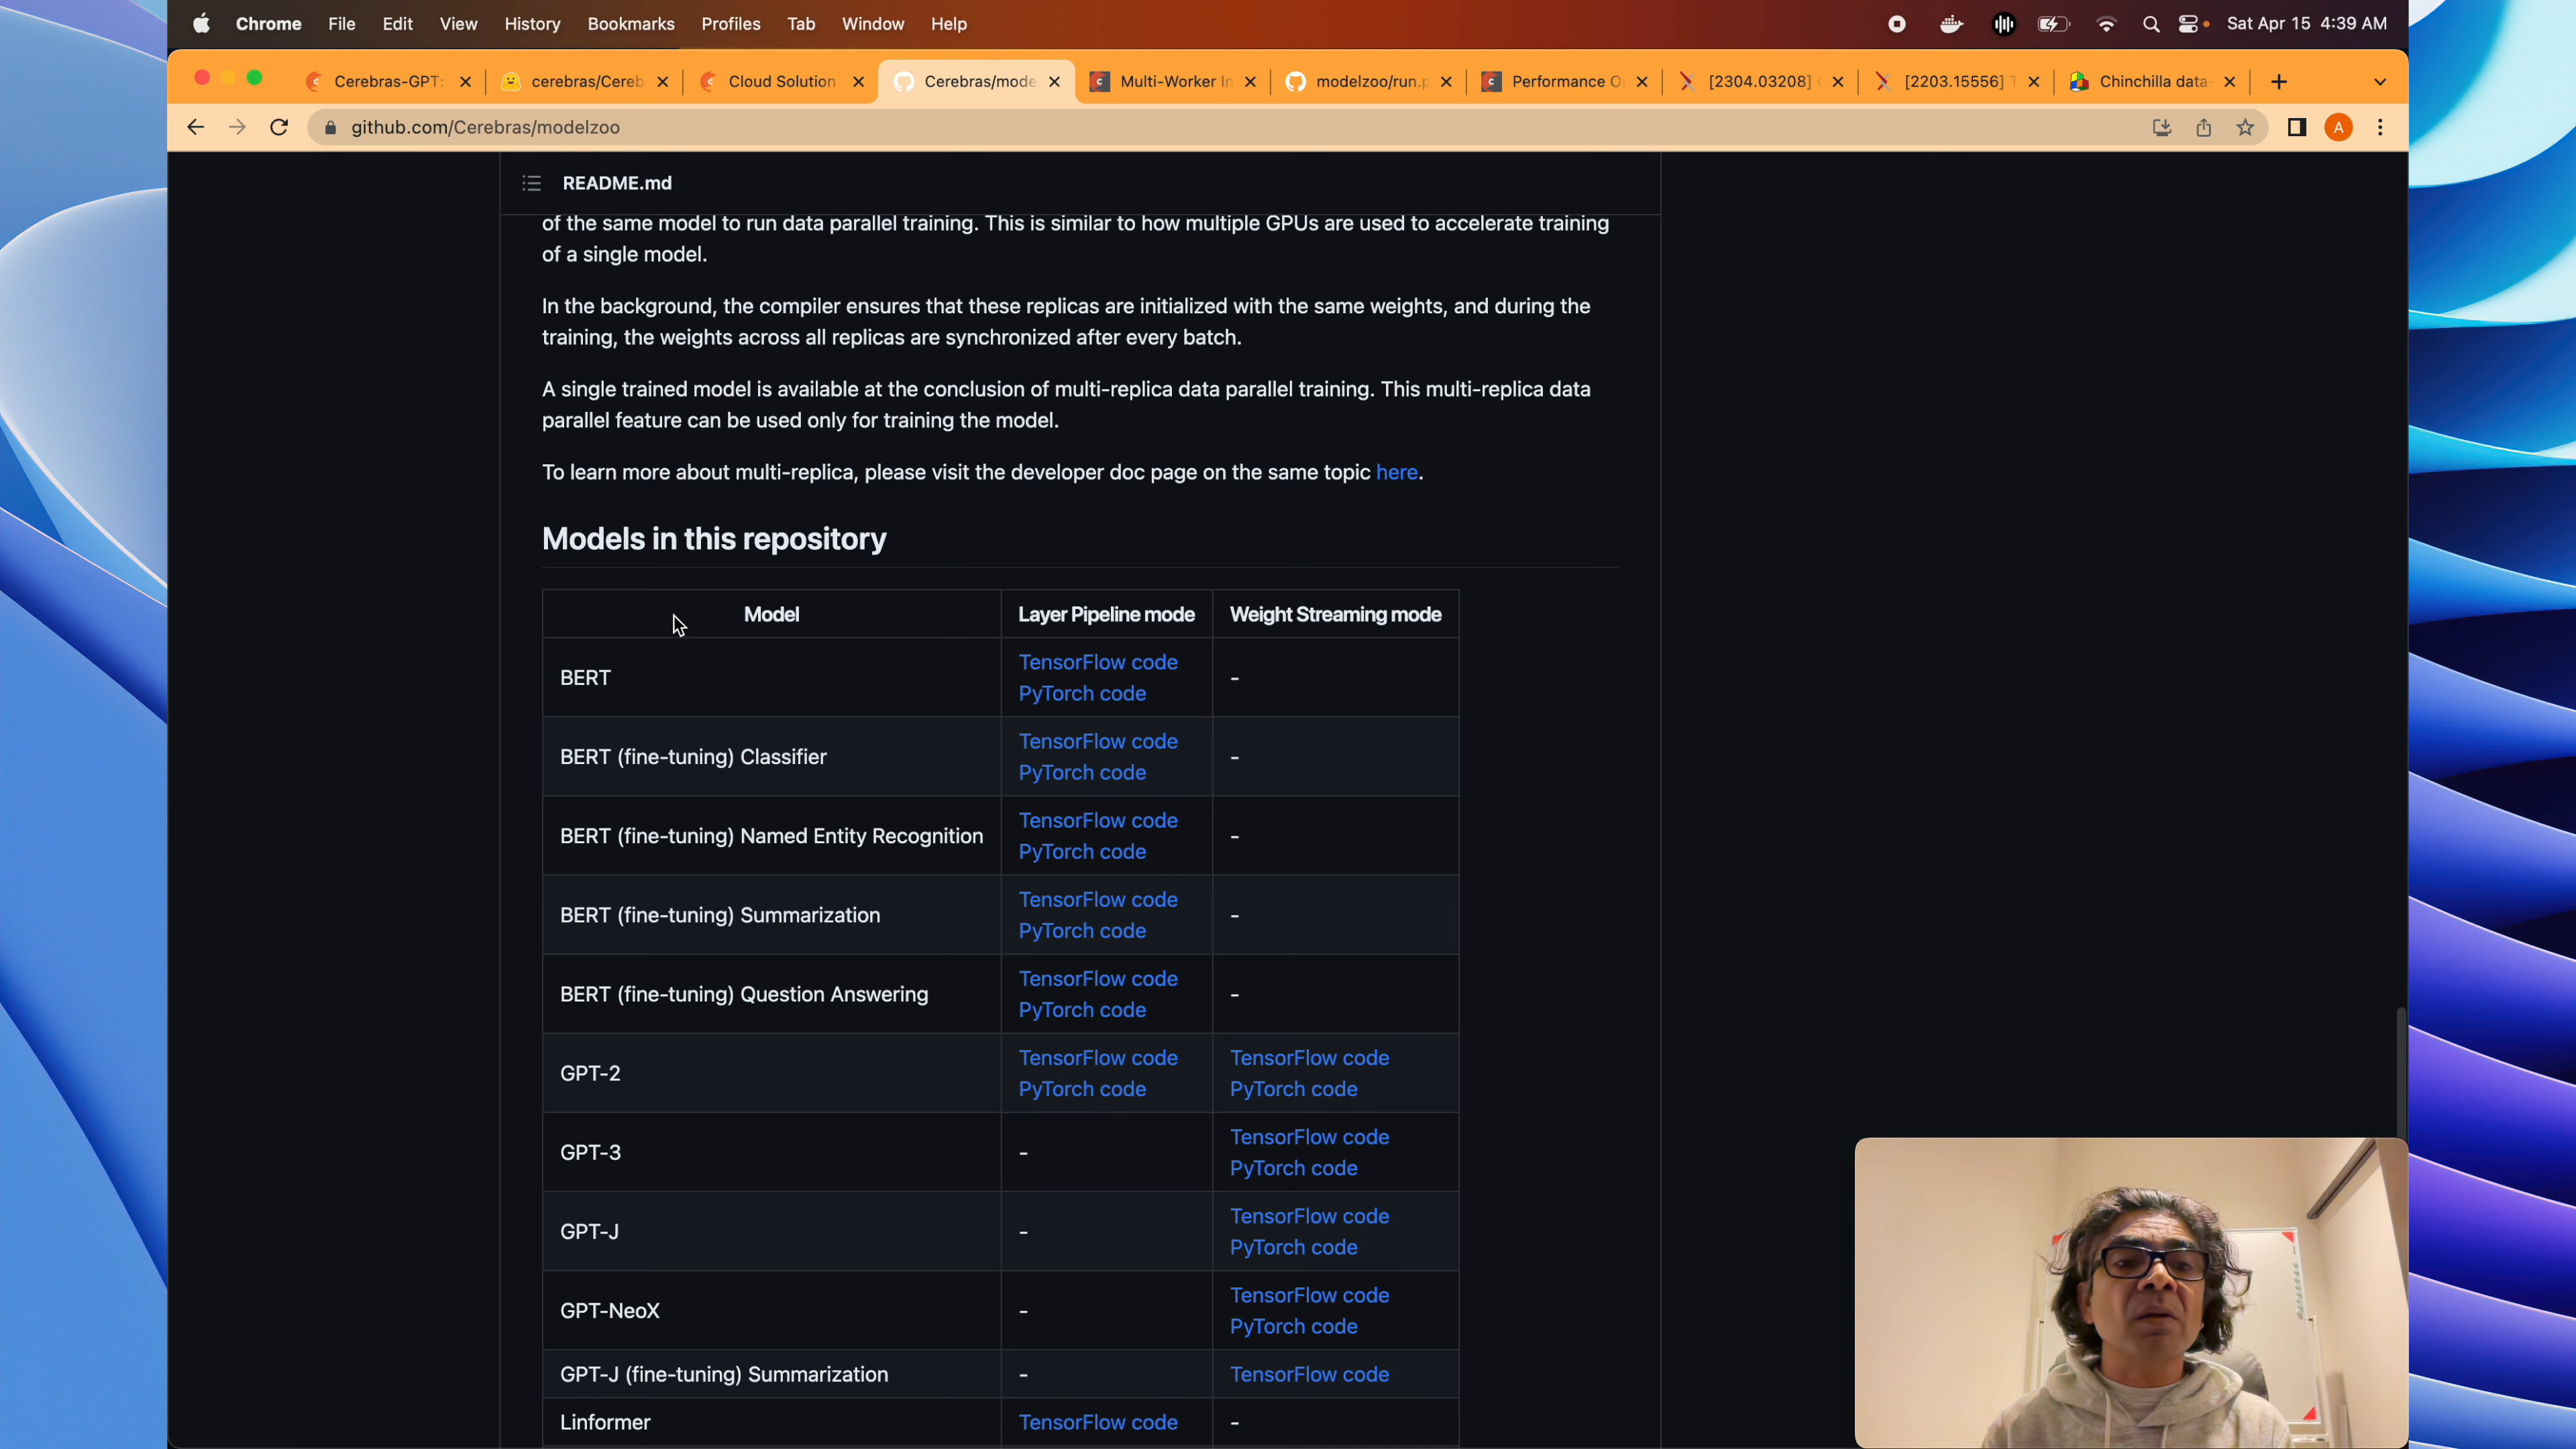 Chrome File Edit View History Bookmarks Profiles Tab Window Help Sat Apr 15 4:39 AM
Cerebras-GPT: cerebras/Cereb Cloud Solution Cerebras/mode Multi-Worker In modelzoo/run.p Performance O [2304.03208] [2203.15556] Chinchilla data-
github.com/Cerebras/modelzoo A
README.md
of the same model to run data parallel training. This is similar to how multiple GPUs are used to accelerate training
of a single model.
In the background, the compiler ensures that these replicas are initialized with the same weights, and during the
training, the weights across all replicas are synchronized after every batch.
A single trained model is available at the conclusion of multi-replica data parallel training. This multi-replica data
parallel feature can be used only for training the model.
To learn more about multi-replica, please visit the developer doc page on the same topic here.
Models in this repository
Model Layer Pipeline mode Weight Streaming mode
BERT
TensorFlow code
PyTorch code
-
BERT (fine-tuning) Classifier
TensorFlow code
PyTorch code
-
BERT (fine-tuning) Named Entity Recognition
TensorFlow code
PyTorch code
-
BERT (fine-tuning) Summarization
TensorFlow code
PyTorch code
-
BERT (fine-tuning) Question Answering
TensorFlow code
PyTorch code
-
GPT-2
TensorFlow code
PyTorch code
TensorFlow code
PyTorch code
GPT-3
-
TensorFlow code
PyTorch code
GPT-J
-
TensorFlow code
PyTorch code
GPT-NeoX
-
TensorFlow code
PyTorch code
GPT-J (fine-tuning) Summarization - TensorFlow code
Linformer TensorFlow code -